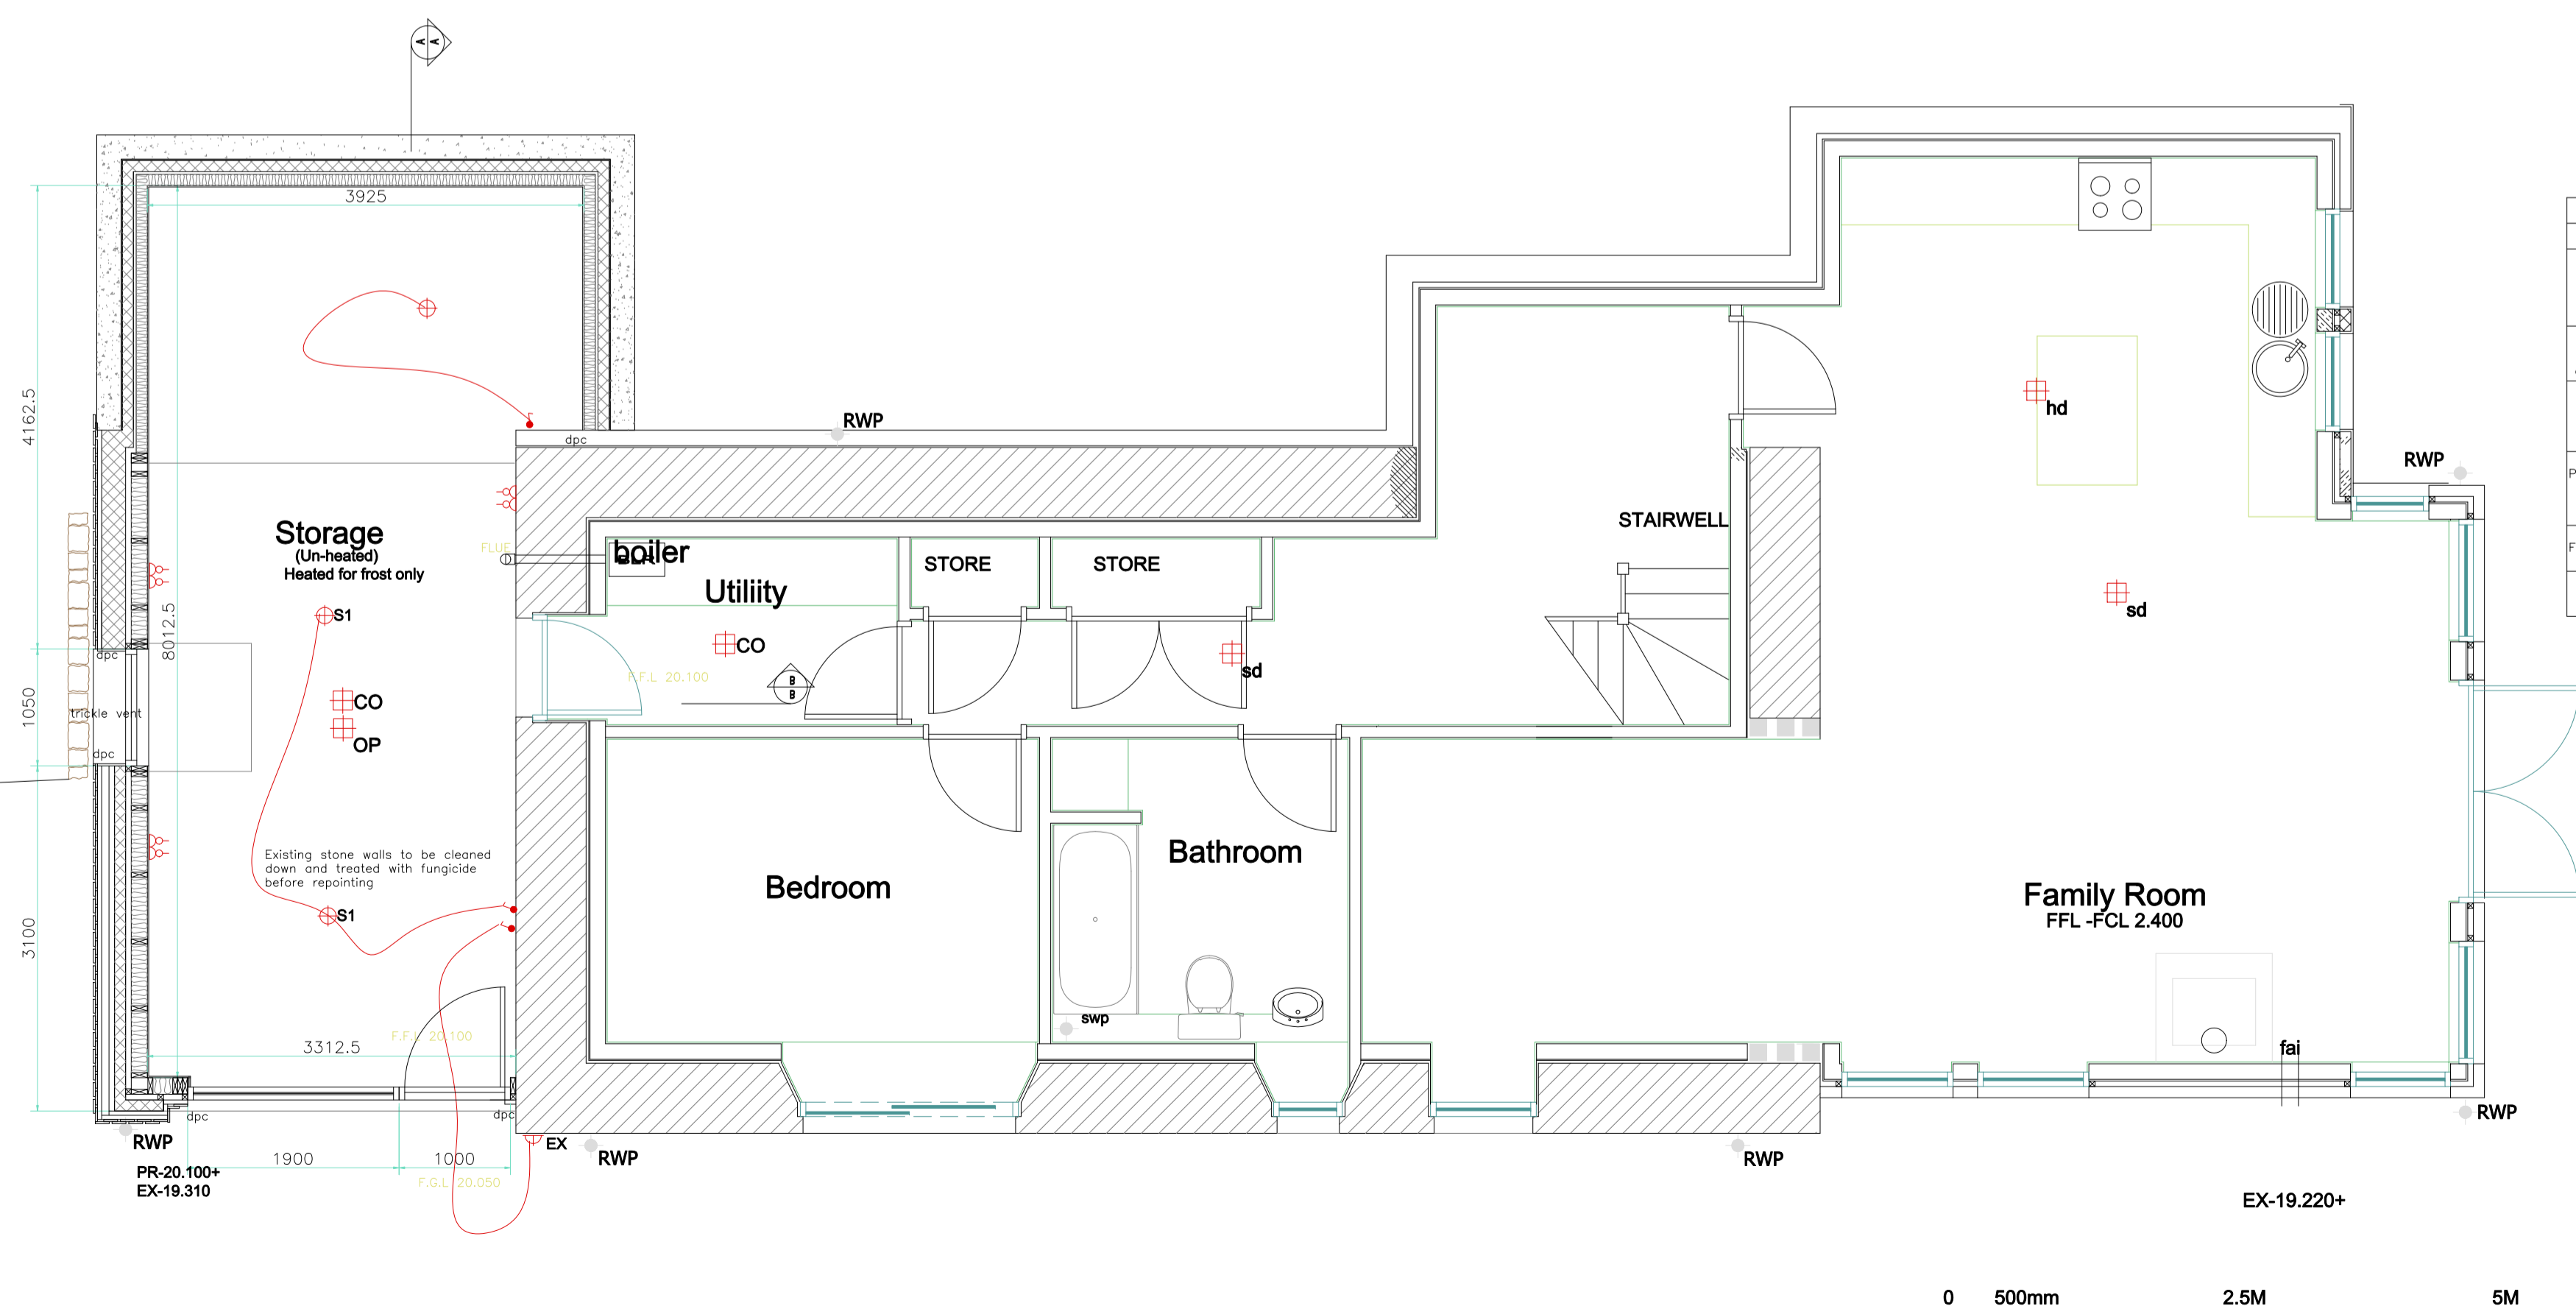 A A
3925
4162.5
RWP
dpc
hd
RWP
P
Storage
(Un-heated)
Heated for frost only
STAIRWELL
FLUE
boiler
BLR
STORE
STORE
F
Utiliity
8012.5
S1
sd
CO
sd
dpc
F.F.L 20.100
B B
CO
1050
trickle vent
OP
dpc
Existing stone walls to be cleaned
down and treated with fungicide
before repointing
Bathroom
Bedroom
Family Room
FFL -FCL 2.400
S1
3100
swp
F.F.L 20.100
3312.5
fai
dpc
dpc
RWP
EX
RWP
RWP
RWP
1900
1000
PR-20.100+
EX-19.310
F.G.L 20.050
EX-19.220+
0 500mm 2.5M 5M